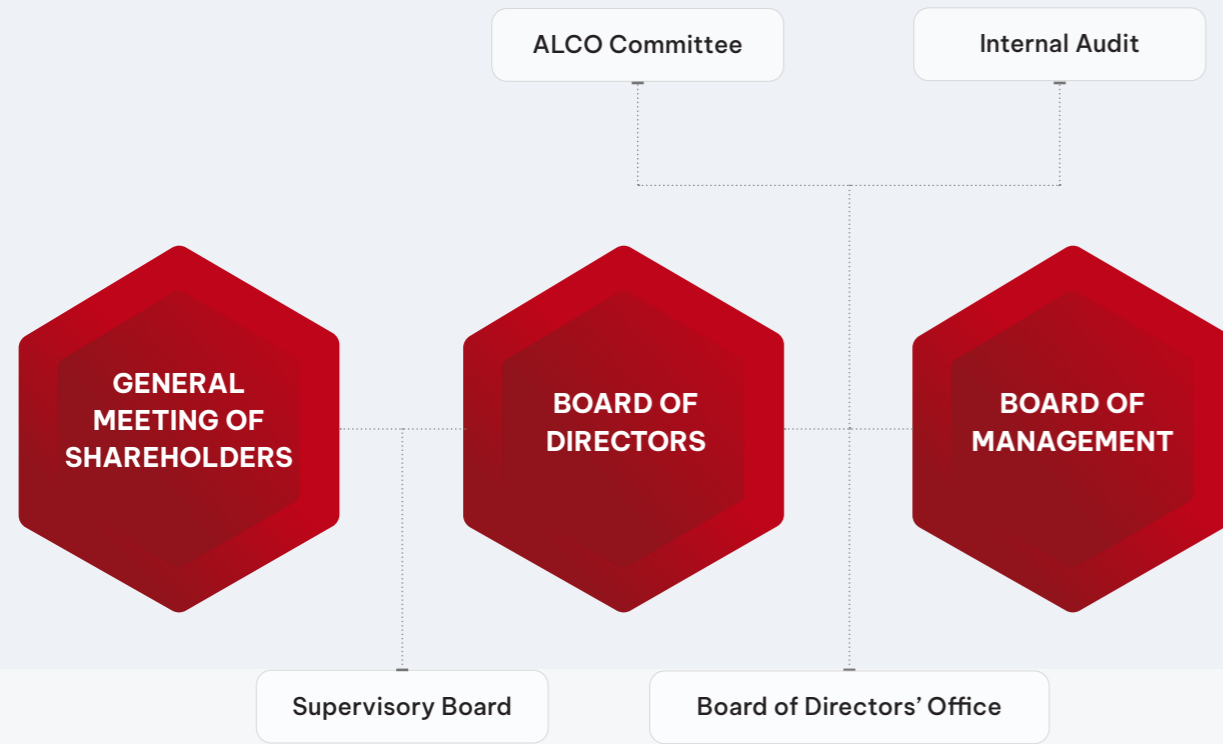 ALCO Committee
Internal Audit
GENERAL
MEETING OF
SHAREHOLDERS
BOARD OF
DIRECTORS
BOARD OF
MANAGEMENT
Supervisory Board
Board of Directors’ Office